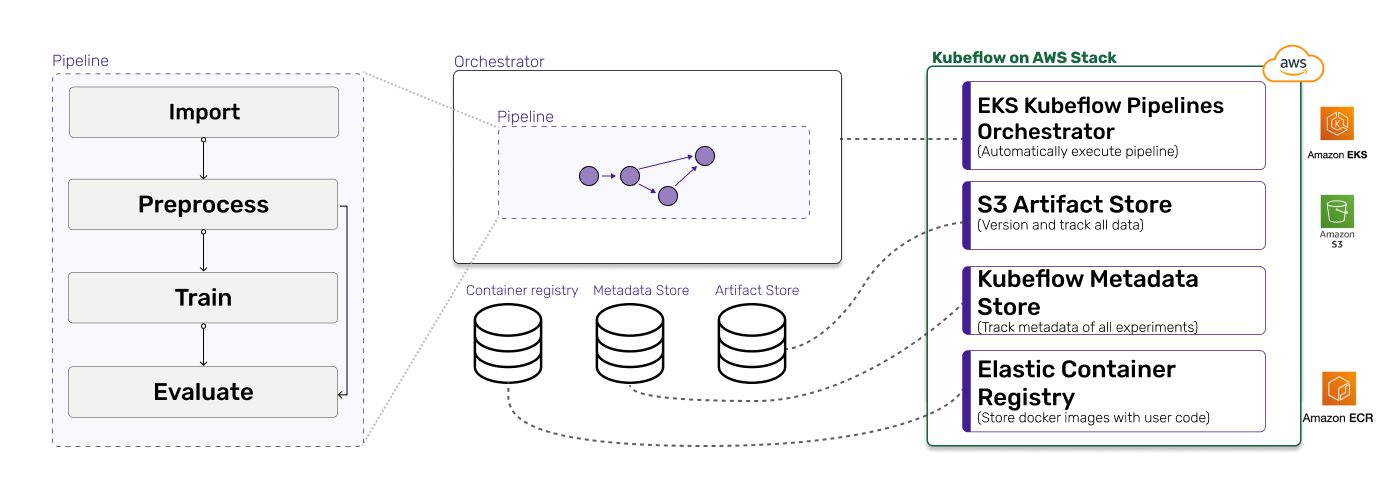 Pipeline
Import
Preprocess
Train
Evaluate
Orchestrator
Pipeline
Container registry
Metadata Store
Artifact Store
Kubeflow on AWS Stack
aws
EKS Kubeflow Pipelines
Orchestrator
(Automatically execute pipeline)
S3 Artifact Store
(Version and track all data)
Kubeflow Metadata
Store
(Track metadata of all experiments)
Elastic Container
Registry
(Store docker images with user code)
Amazon EKS
Amazon
S3
Amazon ECR